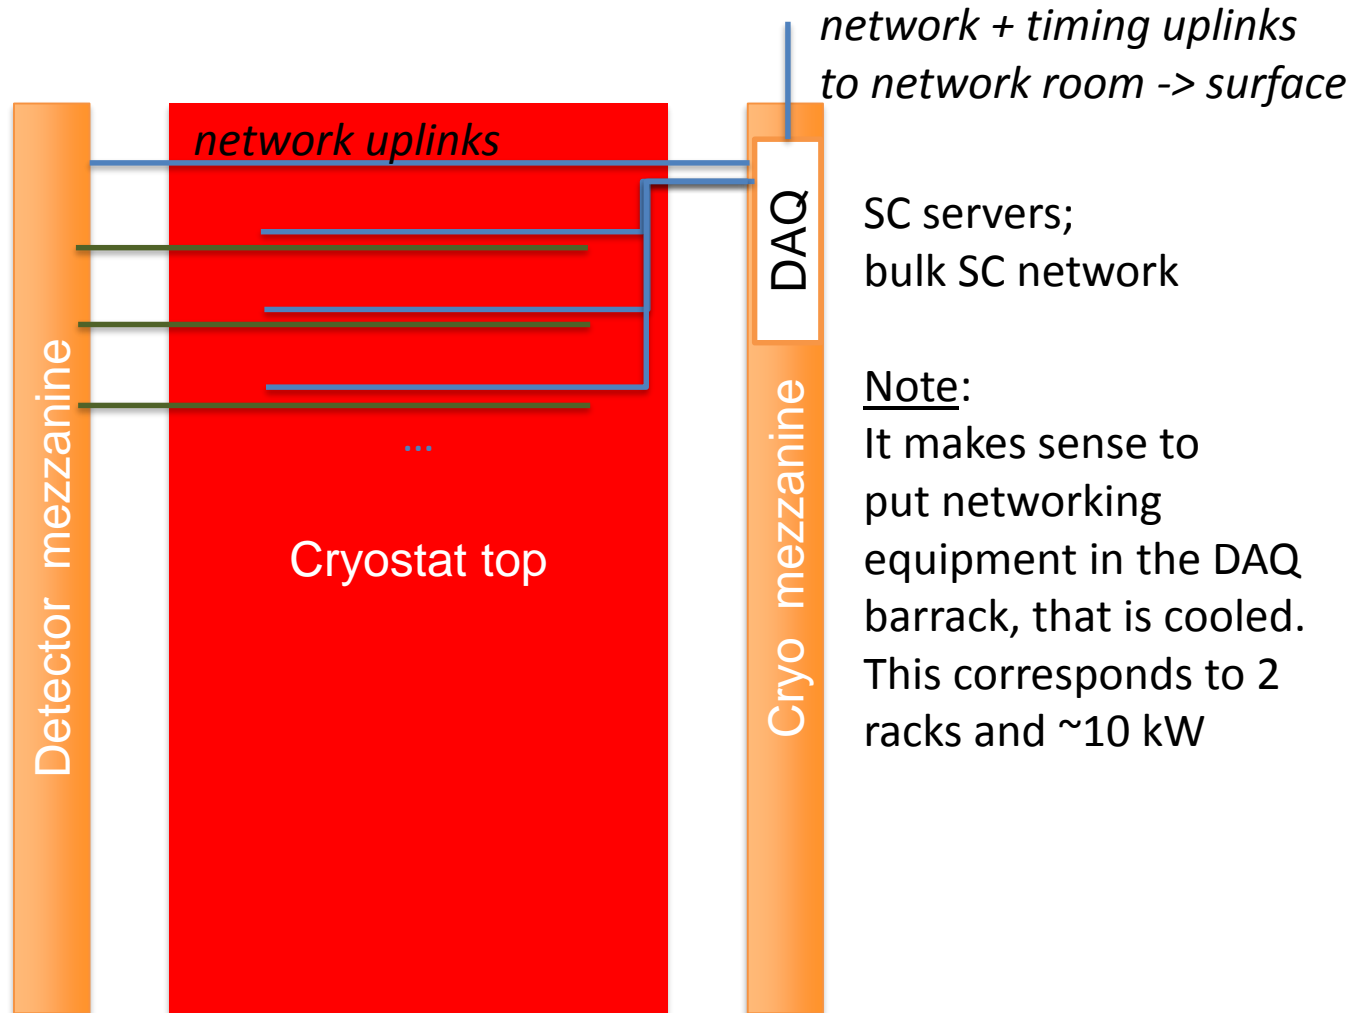 network + timing uplinks
to network room -> surface
network uplinks
DAQ
SC servers;
bulk SC network
Note:
It makes sense to
put networking
equipment in the DAQ
barrack, that is cooled.
This corresponds to 2
racks and ~10 kW
...
Cryostat top
Detector mezzanine
Cryo mezzanine